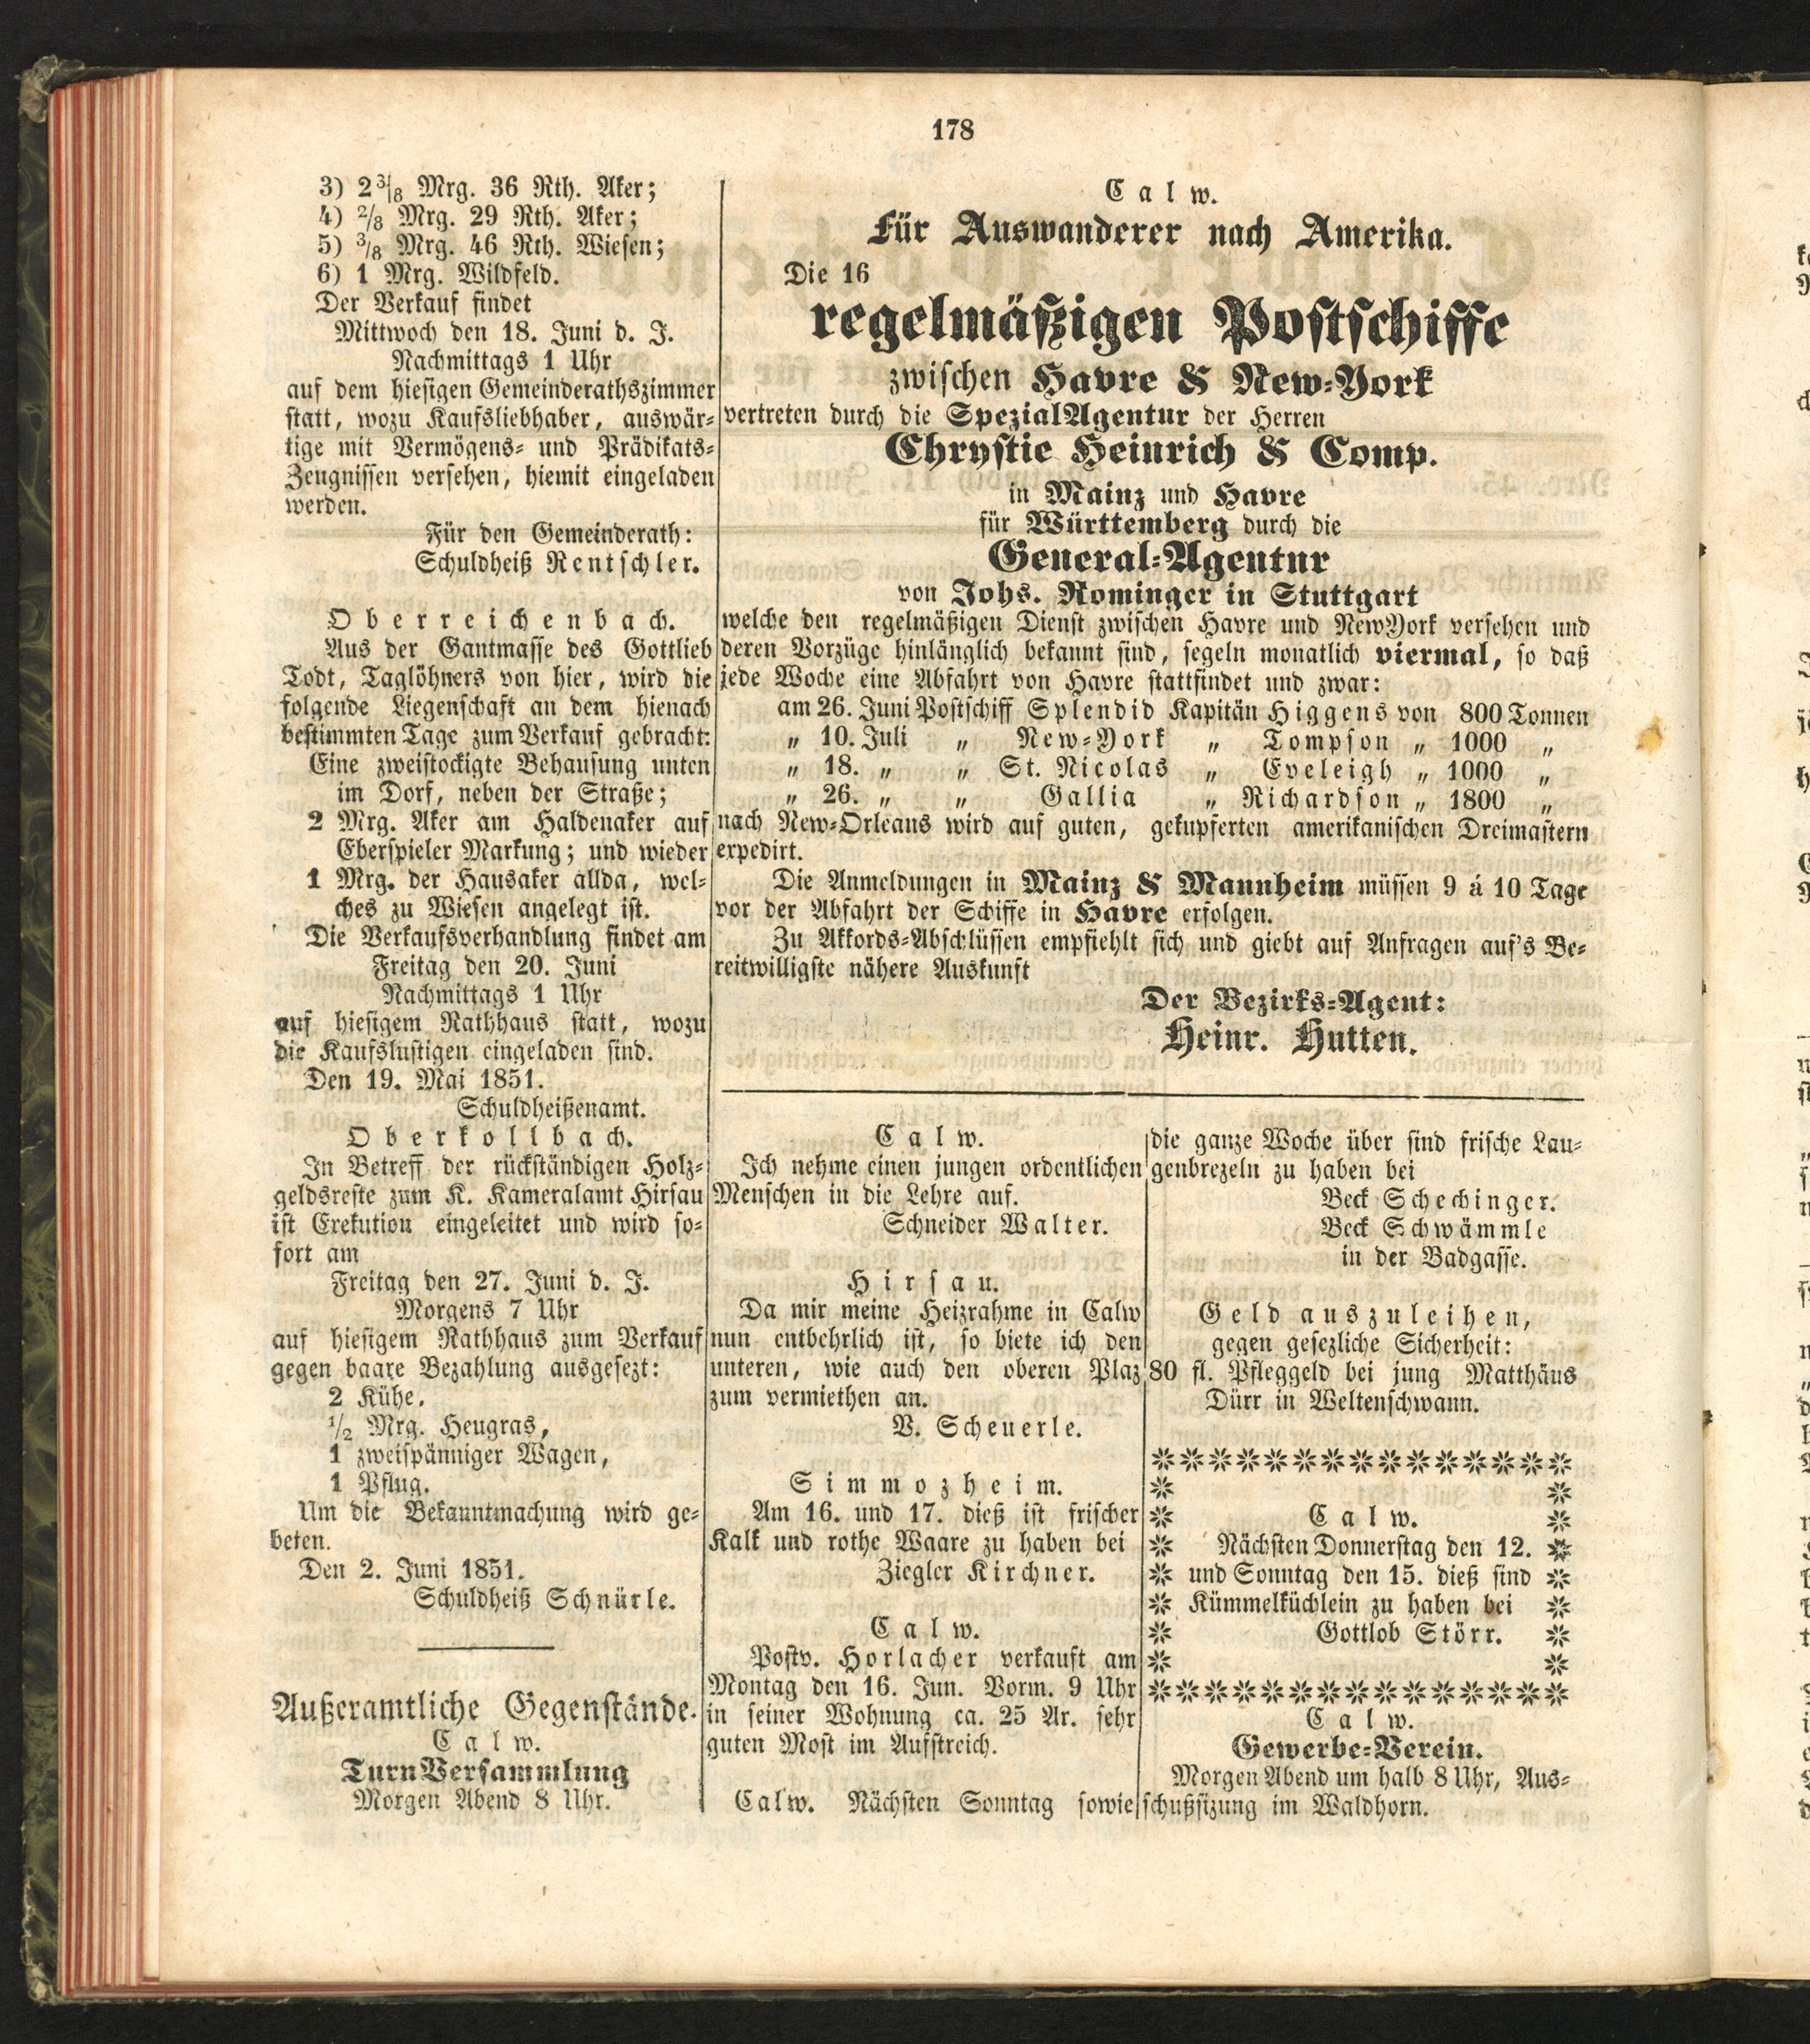 178
3) 2 3/8 Mrg. 36 Rth. Aker;
4) 2/8 Mrg. 29 Rth. Aker;
5) 3/8 Mrg. 46 Rth. Wiesen;
6) 1 Mrg. Wildfeld.
Der Verkauf findet
Mittwoch den 18. Juni d. J.
Nachmittags 1 Uhr
auf dem hiesigen Gemeinderathszimmer
statt, wozu Kaufsliebhaber, auswär-
tige mit Vermögens- und Prädikats-
Zeugnissen versehen, hiemit eingeladen
werden.
Für den Gemeinderath:
Schuldheiß Rentschler.
Oberreichenbach.
Aus der Gantmasse des Gottlieb
Todt, Taglöhners von hier, wird die
folgende Liegenschaft an dem hienach
bestimmten Tage zum Verkauf gebracht:
Eine zweistockigte Behausung unten
im Dorf, neben der Straße;
2 Mrg. Aker am Haldenaker auf
Eberspieler Markung; und wieder
1 Mrg. der Hausaker allda, wel-
ches zu Wiesen angelegt ist.
Die Verkaufsverhandlung findet am
Freitag den 20. Juni
Nachmittags 1 Uhr
auf hiesigem Rathhaus statt, wozu
die Kaufslustigen eingeladen sind.
Den 19. Mai 1851.
Schuldheißenamt.
Oberkollbach.
In Betreff der rückständigen Holz-
geldsreste zum K. Kameralamt Hirsau
ist Exekution eingeleitet und wird so-
fort am
Freitag den 27. Juni d. J.
Morgens 7 Uhr
auf hiesigem Rathhaus zum Verkauf
gegen baare Bezahlung ausgesezt:
2 Kühe,
1/2 Mrg. Heugras,
1 zweispänniger Wagen,
1 Pflug.
Um die Bekanntmachung wird ge-
beten.
Den 2. Juni 1851.
Schuldheiß Schnürle.
Außeramtliche Gegenstände.
Calw.
TurnVersammlung
Morgen Abend 8 Uhr.
Calw.
Für Auswanderer nach Amerika.
Die 16
regelmäßigen Postschiffe
zwischen Havre & New-York
vertreten durch die SpezialAgentur der Herren
Chrystie Heinrich & Comp.
in Mainz und Havre
für Württemberg durch die
General-Agentur
von Johs. Rominger in Stuttgart
welche den regelmäßigen Dienst zwischen Havre und NewYork versehen und
deren Vorzüge hinlänglich bekannt sind, segeln monatlich viermal, so daß
jede Woche eine Abfahrt von Havre stattfindet und zwar:
am 26. Juni Postschiff Splendid Kapitän Higgens von 800 Tonnen
„ 10. Juli „ New-York „ Tompson „ 1000 „
„ 18. „ „ St. Nicolas „ Eveleigh „ 1000 „
„ 26. „ „ Gallia „ Richardson „ 1800 „
nach New-Orleans wird auf guten, gekupferten amerikanischen Dreimastern
expedirt.
Die Anmeldungen in Mainz & Mannheim müssen 9 á 10 Tage
vor der Abfahrt der Schiffe in Havre erfolgen.
Zu Akkords-Abschlüssen empfiehlt sich und giebt auf Anfragen auf's Be-
reitwilligste nähere Auskunft
Der Bezirks-Agent:
Heinr. Hutten.
Calw.
Ich nehme einen jungen ordentlichen
Menschen in die Lehre auf.
Schneider Walter.
Hirsau.
Da mir meine Heizrahme in Calw
nun entbehrlich ist, so biete ich den
unteren, wie auch den oberen Plaz
zum vermiethen an.
V. Scheuerle.
Simmozheim.
Am 16. und 17. dieß ist frischer
Kalk und rothe Waare zu haben bei
Ziegler Kirchner.
Calw.
Postv. Horlacher verkauft am
Montag den 16. Jun. Vorm. 9 Uhr
in seiner Wohnung ca. 25 Ar. sehr
guten Most im Aufstreich.
Calw. Nächsten Sonntag sowie
die ganze Woche über sind frische Lau-
genbrezeln zu haben bei
Beck Schechinger.
Beck Schwämmle
in der Badgasse.
Geld auszuleihen,
gegen gesezliche Sicherheit:
80 fl. Pfleggeld bei jung Matthäus
Dürr in Weltenschwann.
Calw.
Nächsten Donnerstag den 12.
und Sonntag den 15. dieß sind
Kümmelküchlein zu haben bei
Gottlob Störr.
Calw.
Gewerbe-Verein.
Morgen Abend um halb 8 Uhr, Aus-
schußsizung im Waldhorn.